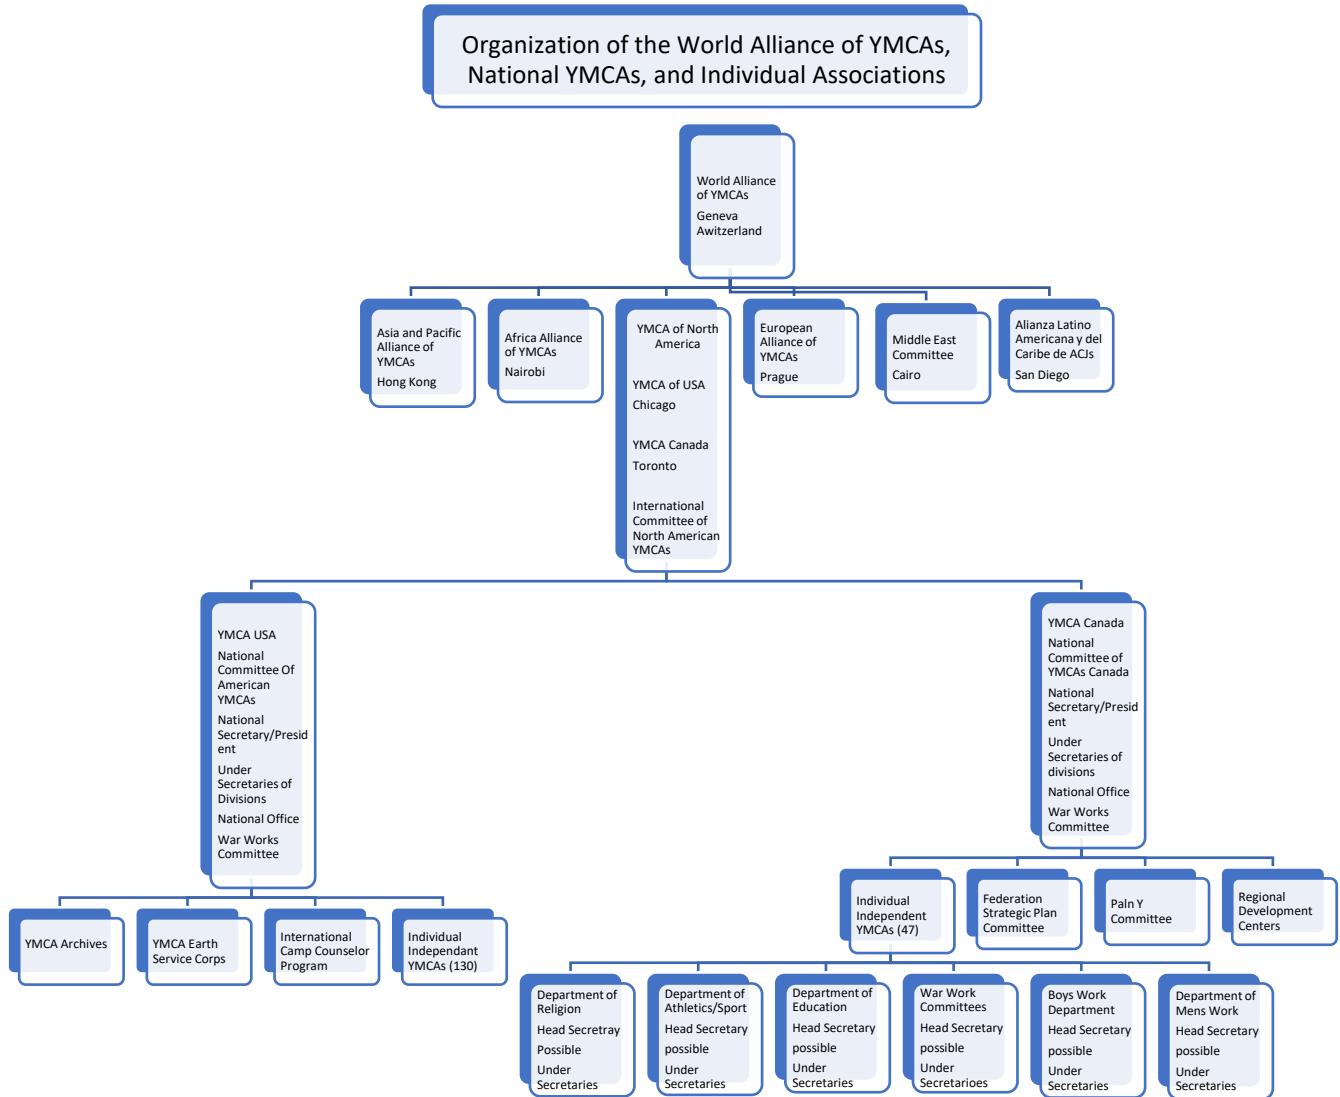 Organization of the World Alliance of YMCAs,
National YMCAs, and Individual Associations
World Alliance
of YMCAs
Geneva
Awitzerland
Asia and Pacific
Alliance of
YMCAs
Hong Kong
Africa Alliance
of YMCAs
Nairobi
YMCA of North
America
YMCA of USA
Chicago
YMCA Canada
Toronto
International
Committee of
North American
YMCAs
European
Alliance of
YMCAs
Prague
Middle East
Committee
Cairo
Alianza Latino
Americana y del
Caribe de ACJs
San Diego
YMCA USA
National
Committee Of
American
YMCAs
National
Secretary/Presid
ent
Under
Secretaries of
Divisions
National Office
War Works
Committee
YMCA Canada
National
Committee of
YMCAs Canada
National
Secretary/Presid
ent
Under
Secretaries of
divisions
National Office
War Works
Committee
YMCA Archives
YMCA Earth
Service Corps
International
Camp Counselor
Program
Individual
Independant
YMCAs (130)
Individual
Independent
YMCAs (47)
Federation
Strategic Plan
Committee
Paln Y
Committee
Regional
Development
Centers
Department of
Religion
Head Secretray
Possible
Under
Secretaries
Department of
Athletics/Sport
Head Secretary
possible
Under
Secretaries
Department of
Education
Head Secretary
possible
Under
Secretaries
War Work
Committees
Head Secretary
possible
Under
Secretarioes
Boys Work
Department
Head Secretary
possible
Under
Secretaries
Department of
Mens Work
Head Secretary
possible
Under
Secretaries